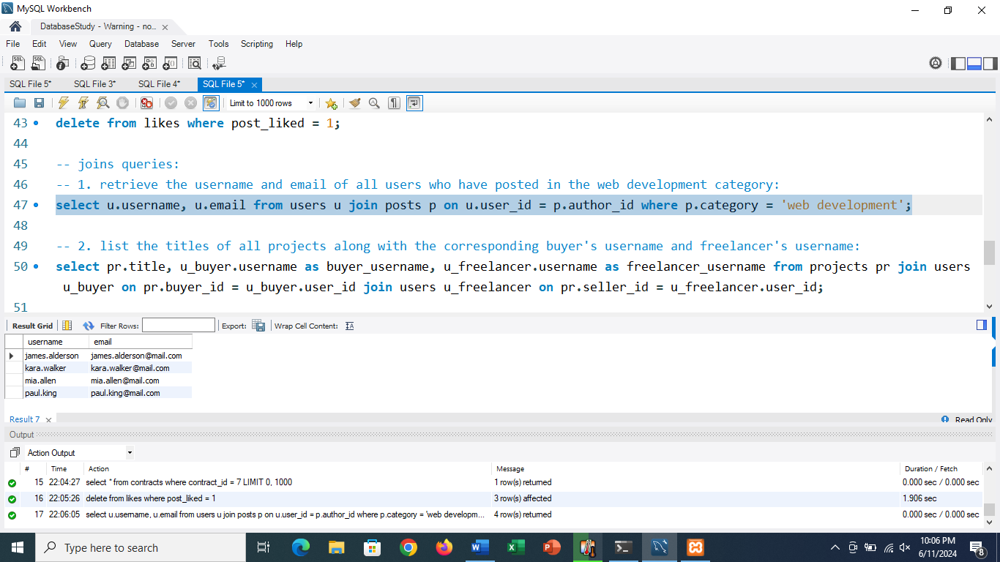 MySQL Workbench
DatabaseStudy - Warning - no...
File Edit View Query Database Server Tools Scripting Help
SQL File 5* SQL File 3* SQL File 4* SQL File 5*
Limit to 1000 rows
43 delete from likes where post_liked = 1;
44
45 -- joins queries:
46 -- 1. retrieve the username and email of all users who have posted in the web development category:
47 select u.username, u.email from users u join posts p on u.user_id = p.author_id where p.category = 'web development';
48
49 -- 2. list the titles of all projects along with the corresponding buyer's username and freelancer's username:
50 select pr.title, u_buyer.username as buyer_username, u_freelancer.username as freelancer_username from projects pr join users
u_buyer on pr.buyer_id = u_buyer.user_id join users u_freelancer on pr.seller_id = u_freelancer.user_id;
51
Result Grid Filter Rows: Export: Wrap Cell Content:
username email
james.alderson james.alderson@mail.com
kara.walker kara.walker@mail.com
mia.allen mia.allen@mail.com
paul.king paul.king@mail.com
Result 7 Read Only
Output
Action Output
# Time Action Message Duration / Fetch
15 22:04:27 select * from contracts where contract_id = 7 LIMIT 0, 1000 1 row(s) returned 0.000 sec / 0.000 sec
16 22:05:26 delete from likes where post_liked = 1 3 row(s) affected 1.906 sec
17 22:06:05 select u.username, u.email from users u join posts p on u.user_id = p.author_id where p.category = 'web developm... 4 row(s) returned 0.000 sec / 0.000 sec
Type here to search
10:06 PM
6/11/2024
8